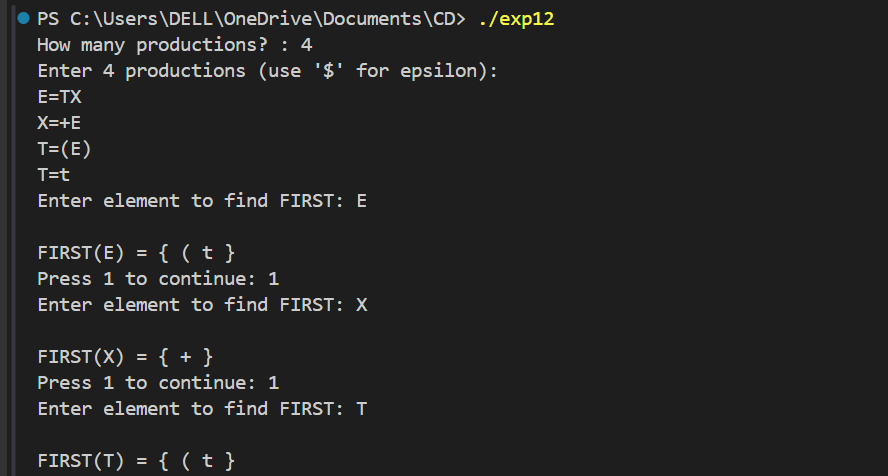 PS C:\Users\DELL\OneDrive\Documents\CD> ./exp12
How many productions? : 4
Enter 4 productions (use '$' for epsilon):
E=TX
X=+E
T=(E)
T=t
Enter element to find FIRST: E
FIRST(E) = { ( t }
Press 1 to continue: 1
Enter element to find FIRST: X
FIRST(X) = { + }
Press 1 to continue: 1
Enter element to find FIRST: T
FIRST(T) = { ( t }